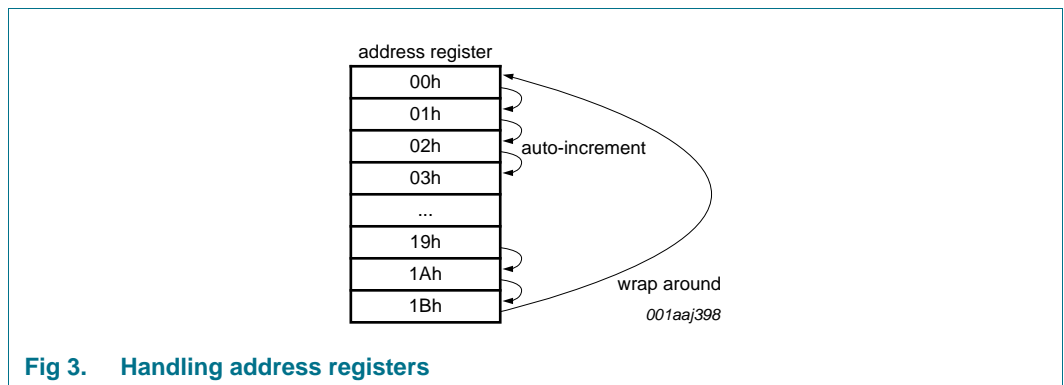 address register
00h
01h
02h
auto-increment
03h
...
19h
1Ah
wrap around
1Bh
001aaj398
Fig 3. Handling address registers